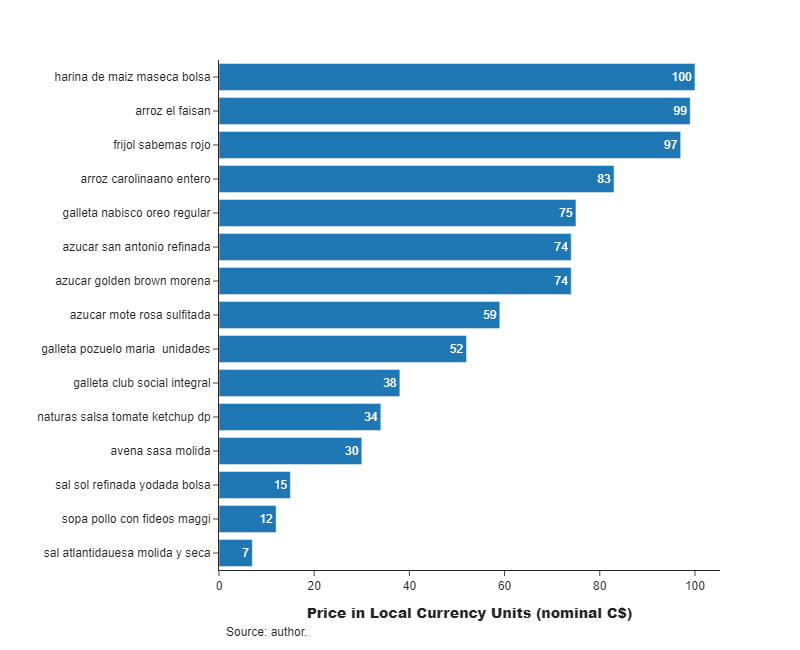 harina de maiz maseca bolsa 100
arroz el faisan 99
frijol sabemas rojo 97
arroz carolinaano entero 83
galleta nabisco oreo regular 75
azucar san antonio refinada 74
azucar golden brown morena 74
azucar mote rosa sulfitada 59
galleta pozuelo maria  unidades 52
galleta club social integral 38
naturas salsa tomate ketchup dp 34
avena sasa molida 30
sal sol refinada yodada bolsa 15
sopa pollo con fideos maggi 12
sal atlantidauesa molida y seca 7
0 20 40 60 80 100
Price in Local Currency Units (nominal C$)
Source: author.